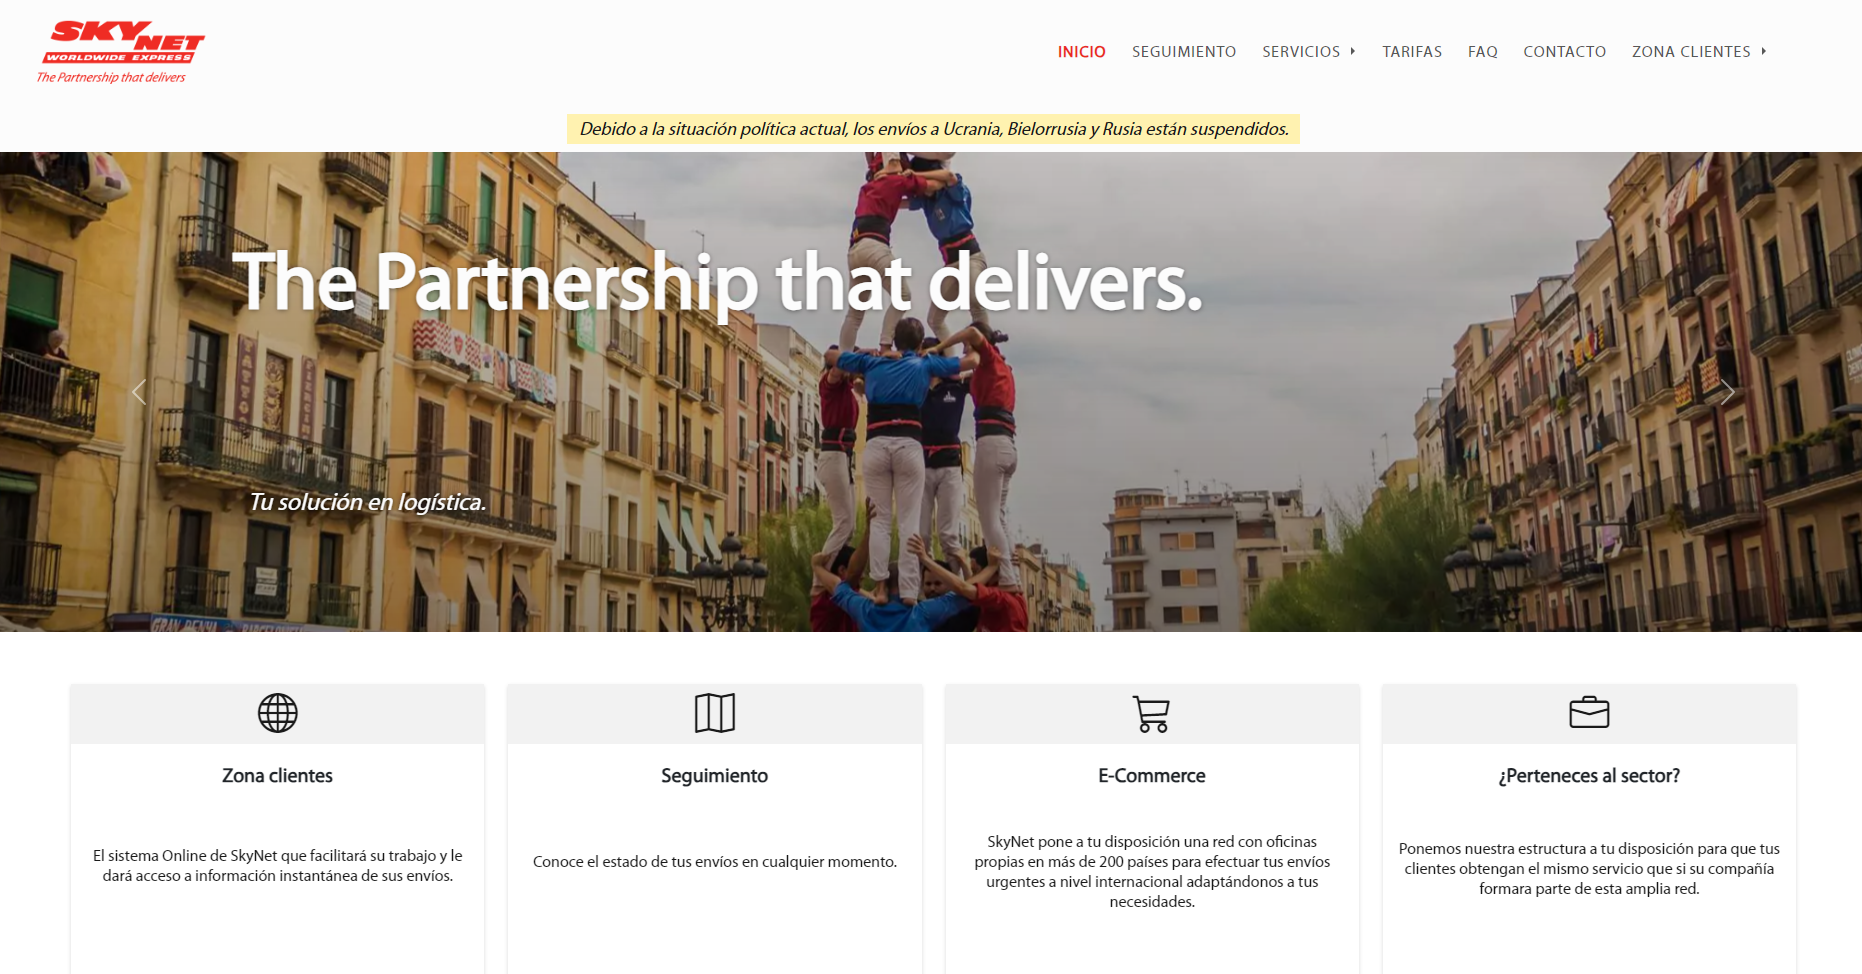 SKYNET
WORLDWIDE EXPRESS
The Partnership that delivers
INICIO SEGUIMIENTO SERVICIOS TARIFAS FAQ CONTACTO ZONA CLIENTES
Debido a la situación política actual, los envíos a Ucrania, Bielorrusia y Rusia están suspendidos.
The Partnership that delivers.
TATTOO
PIERCING
Tu solución en logística.
Zona clientes
El sistema Online de SkyNet que facilitará su trabajo y le
dará acceso a información instantánea de sus envíos.
Seguimiento
Conoce el estado de tus envíos en cualquier momento.
E-Commerce
SkyNet pone a tu disposición una red con oficinas
propias en más de 200 países para efectuar tus envíos
urgentes a nivel internacional adaptándonos a tus
necesidades.
¿Perteneces al sector?
Ponemos nuestra estructura a tu disposición para que tus
clientes obtengan el mismo servicio que si su compañía
formara parte de esta amplia red.